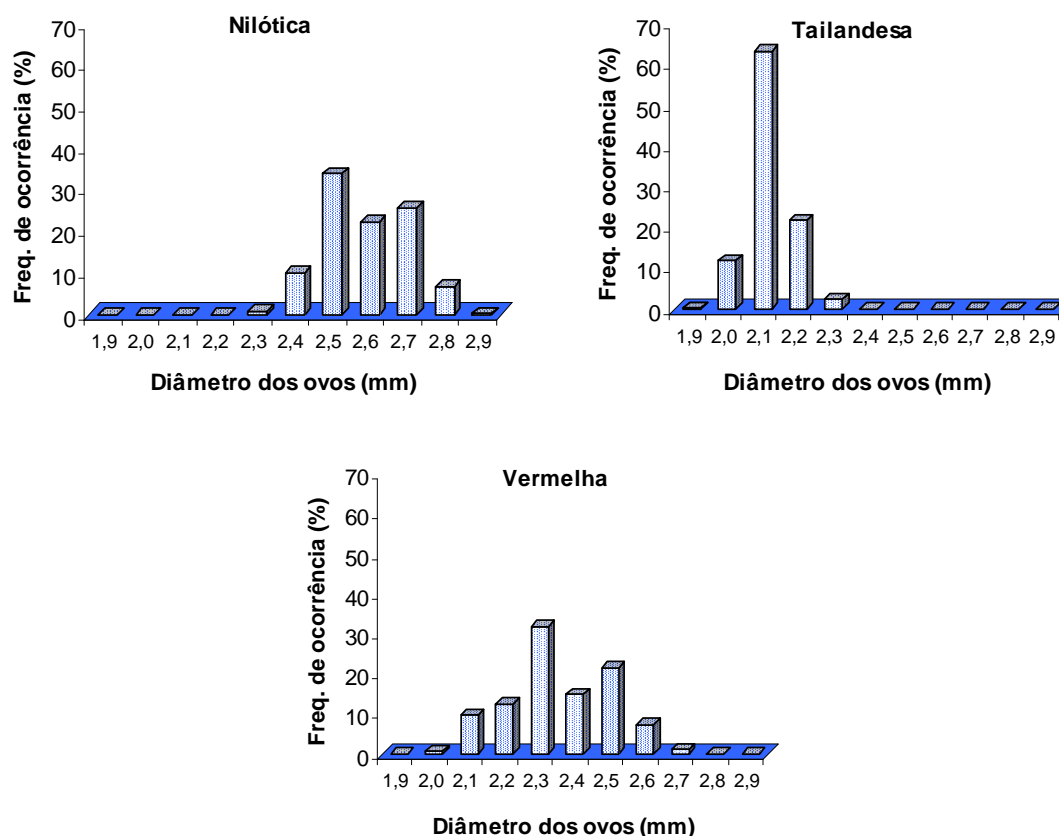 Nilótica
Freq. de ocorrência (%)
70
60
50
40
30
20
10
0
1,9 2,0 2,1 2,2 2,3 2,4 2,5 2,6 2,7 2,8 2,9
Diâmetro dos ovos (mm)
Tailandesa
Freq. de ocorrência (%)
70
60
50
40
30
20
10
0
1,9 2,0 2,1 2,2 2,3 2,4 2,5 2,6 2,7 2,8 2,9
Diâmetro dos ovos (mm)
Vermelha
Freq. de ocorrência (%)
70
60
50
40
30
20
10
0
1,9 2,0 2,1 2,2 2,3 2,4 2,5 2,6 2,7 2,8 2,9
Diâmetro dos ovos (mm)